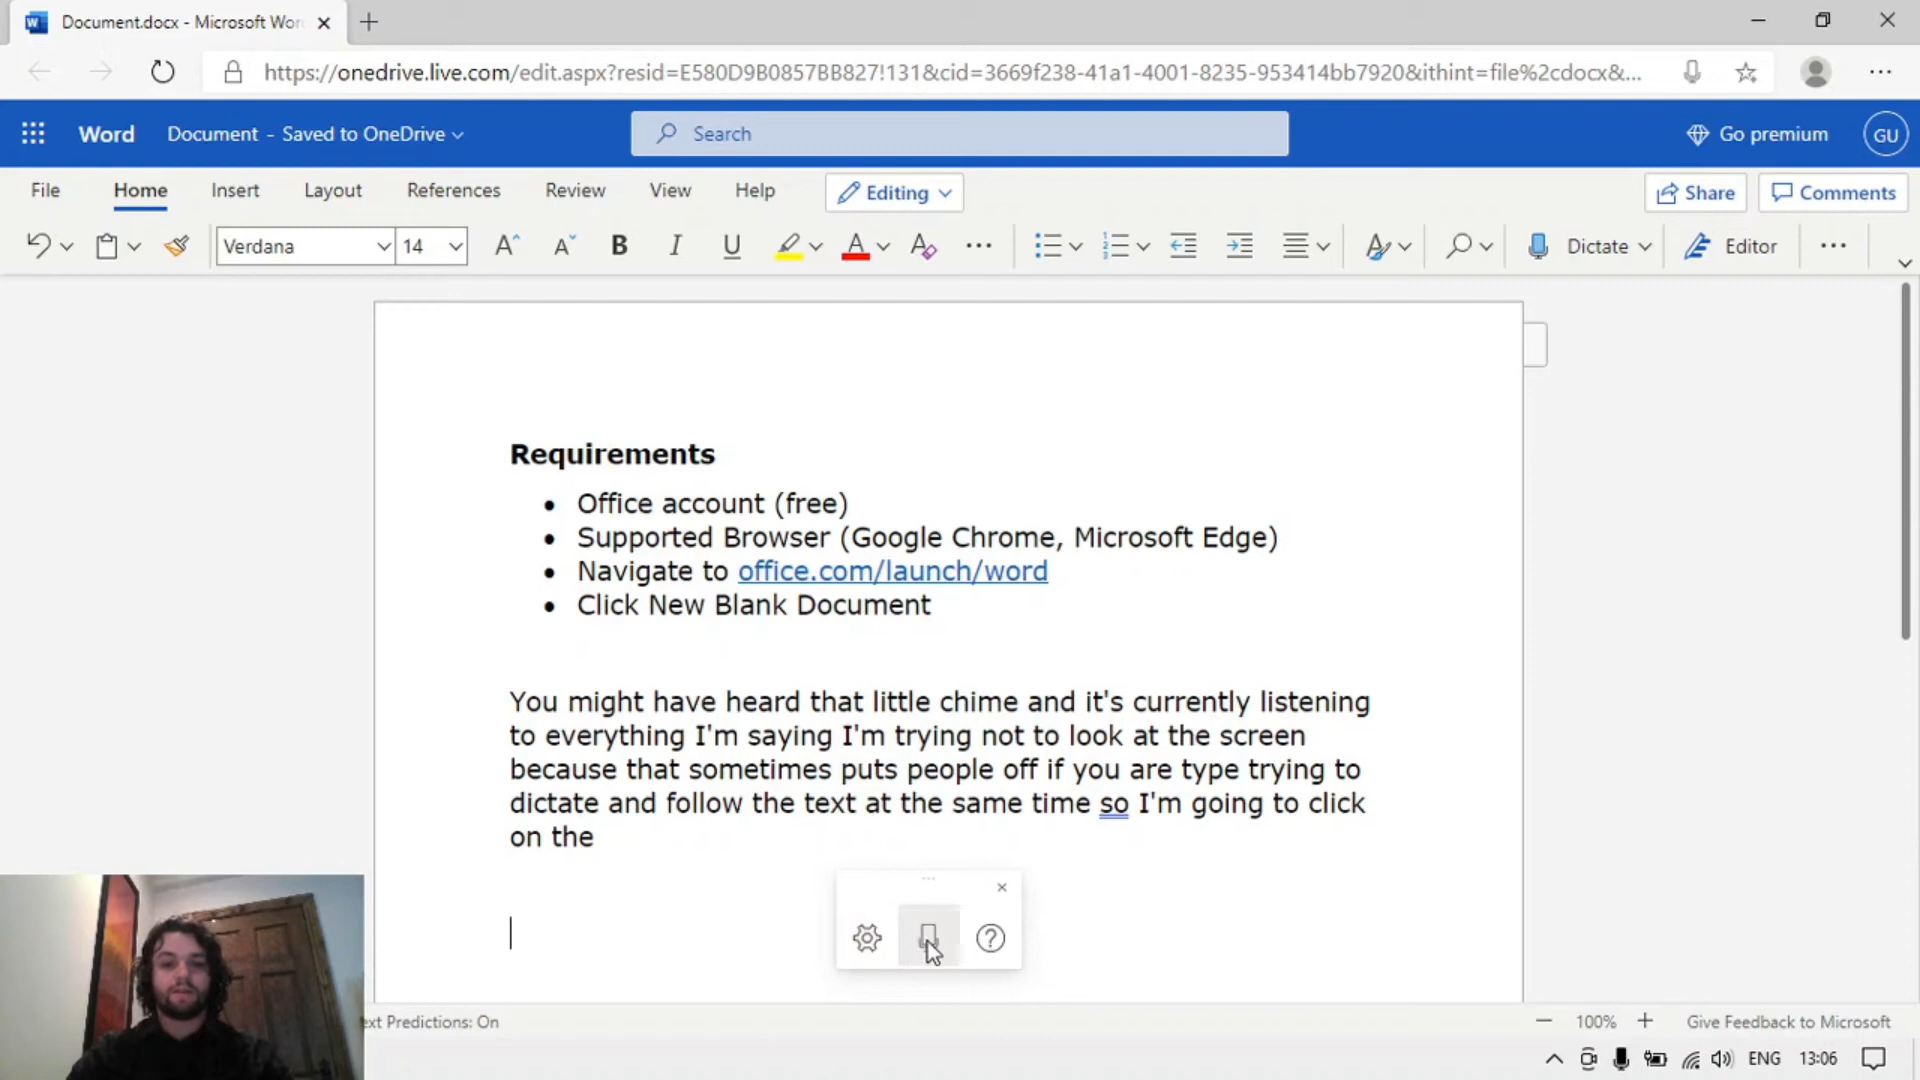 Document.docx - Microsoft Wor
https://onedrive.live.com/edit.aspx?resid=E580D9B0857BB827!131&cid=3669f238-41a1-4001-8235-953414bb7920&ithint=file%2cdocx&...
Word Document - Saved to OneDrive Search Go premium GU
File Home Insert Layout References Review View Help Editing Share Comments
Verdana 14 B I U A Dictate Editor
Requirements
• Office account (free)
• Supported Browser (Google Chrome, Microsoft Edge)
• Navigate to office.com/launch/word
• Click New Blank Document
You might have heard that little chime and it's currently listening
to everything I'm saying I'm trying not to look at the screen
because that sometimes puts people off if you are type trying to
dictate and follow the text at the same time so I'm going to click
on the
ext Predictions: On 100% Give Feedback to Microsoft
ENG 13:06